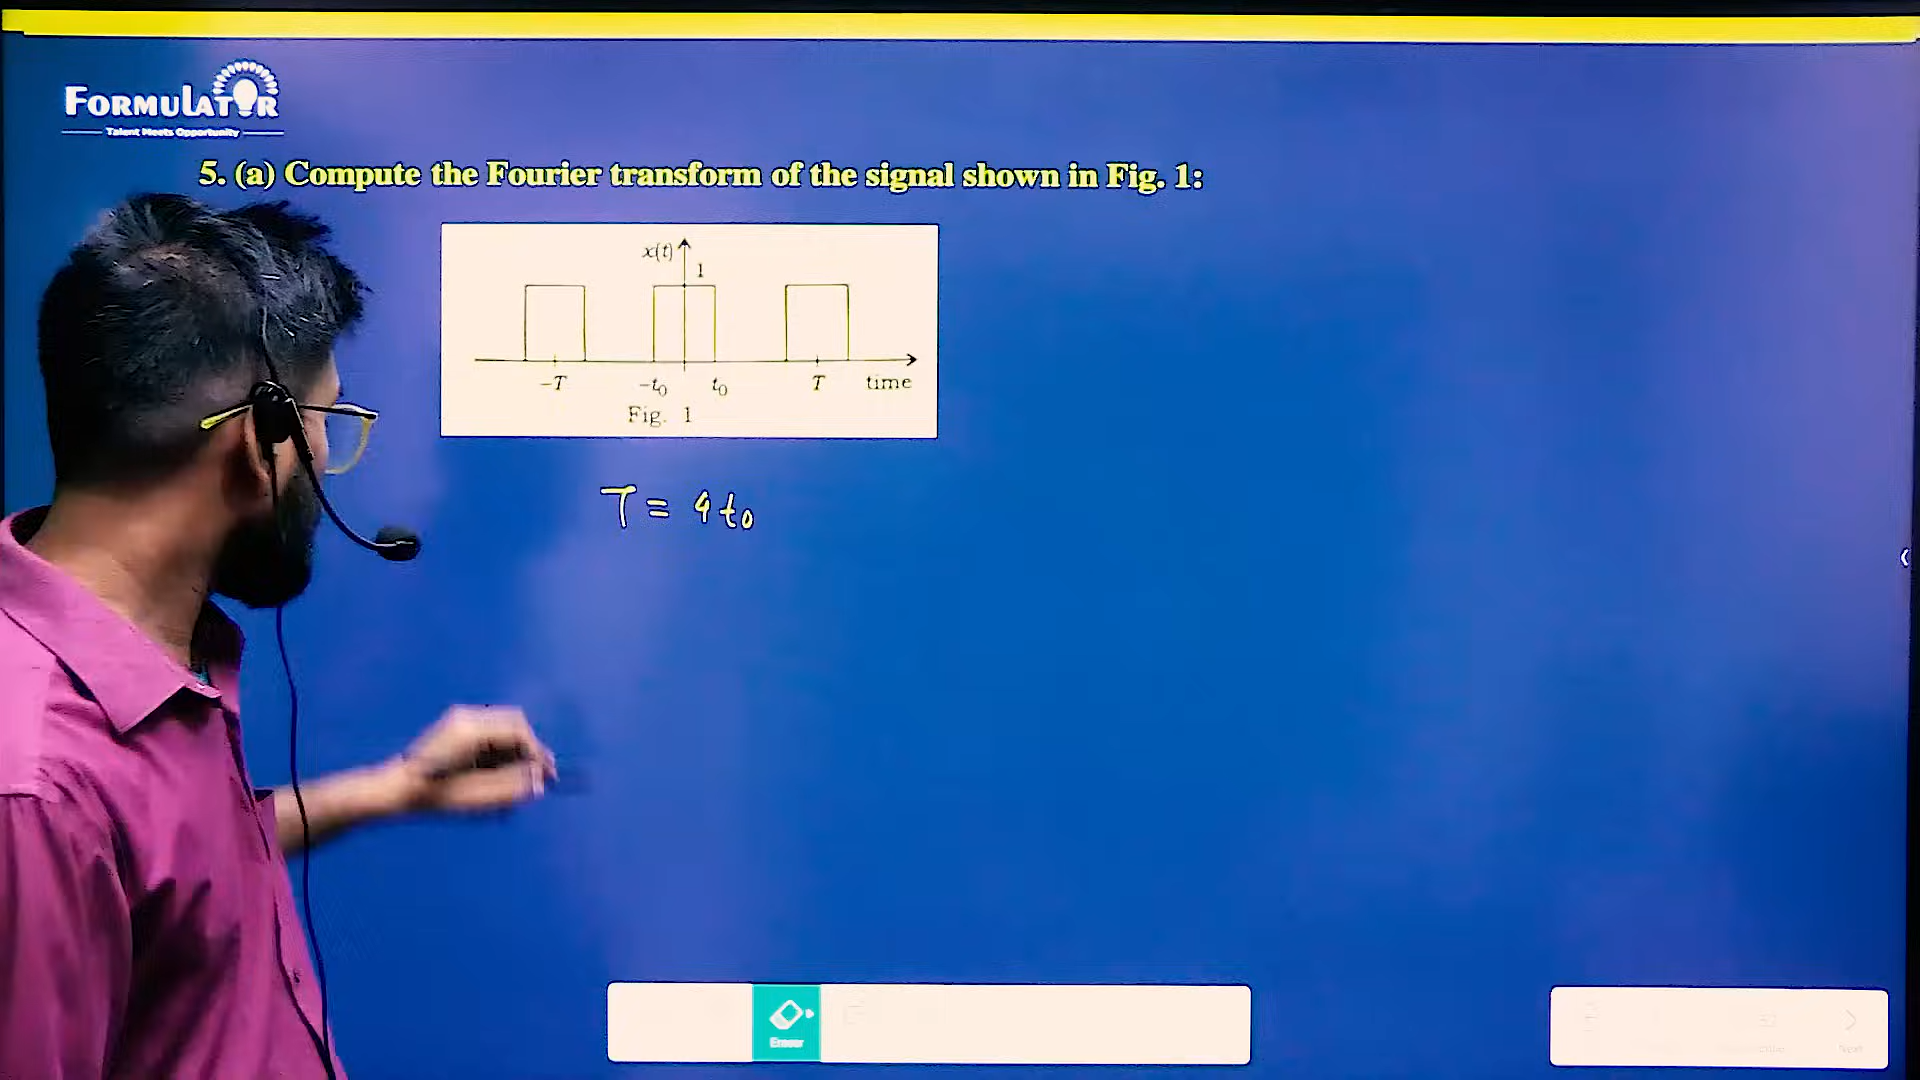 FORMULATOR
Talent Meets Opportunity
5. (a) Compute the Fourier transform of the signal shown in Fig. 1:
x(t)
1
-T -t₀ t₀ T time
Fig. 1
T = 4t₀
Eraser
Next